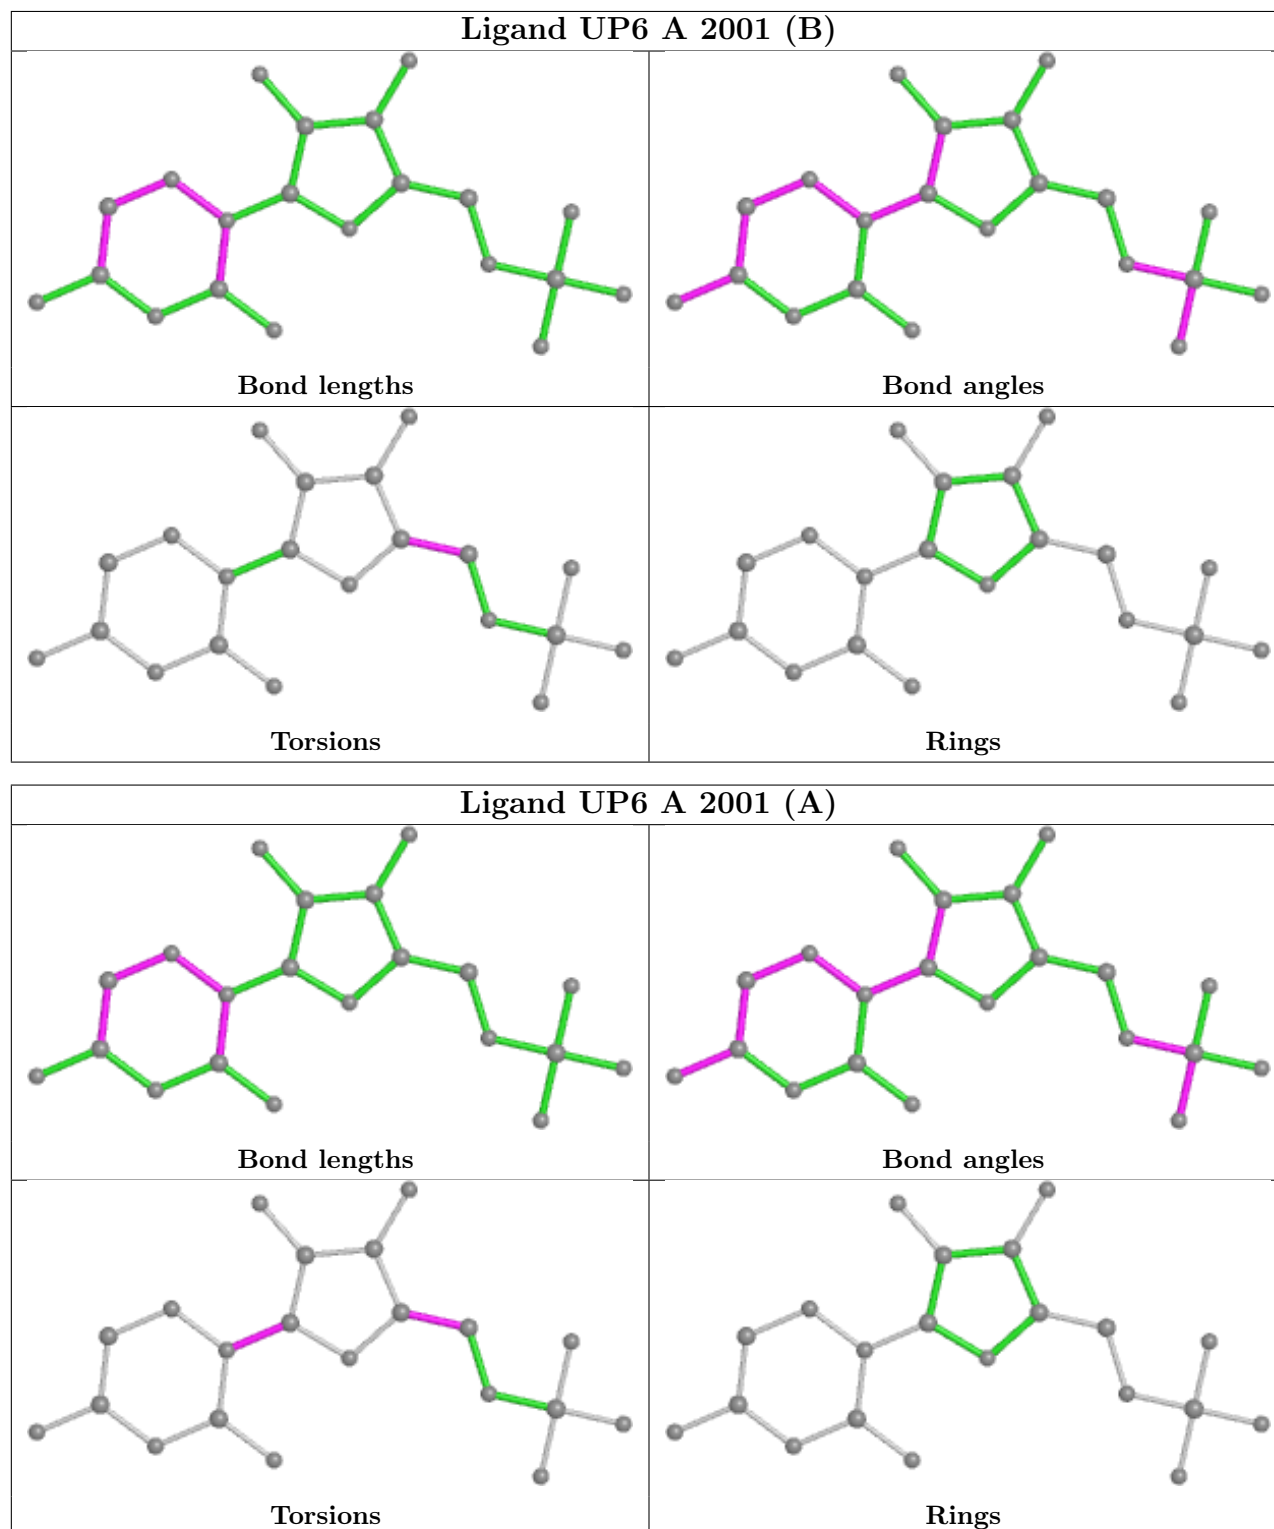 Ligand UP6 A 2001 (B)
Bond lengths
Bond angles
Torsions
Rings
Ligand UP6 A 2001 (A)
Bond lengths
Bond angles
Torsions
Rings